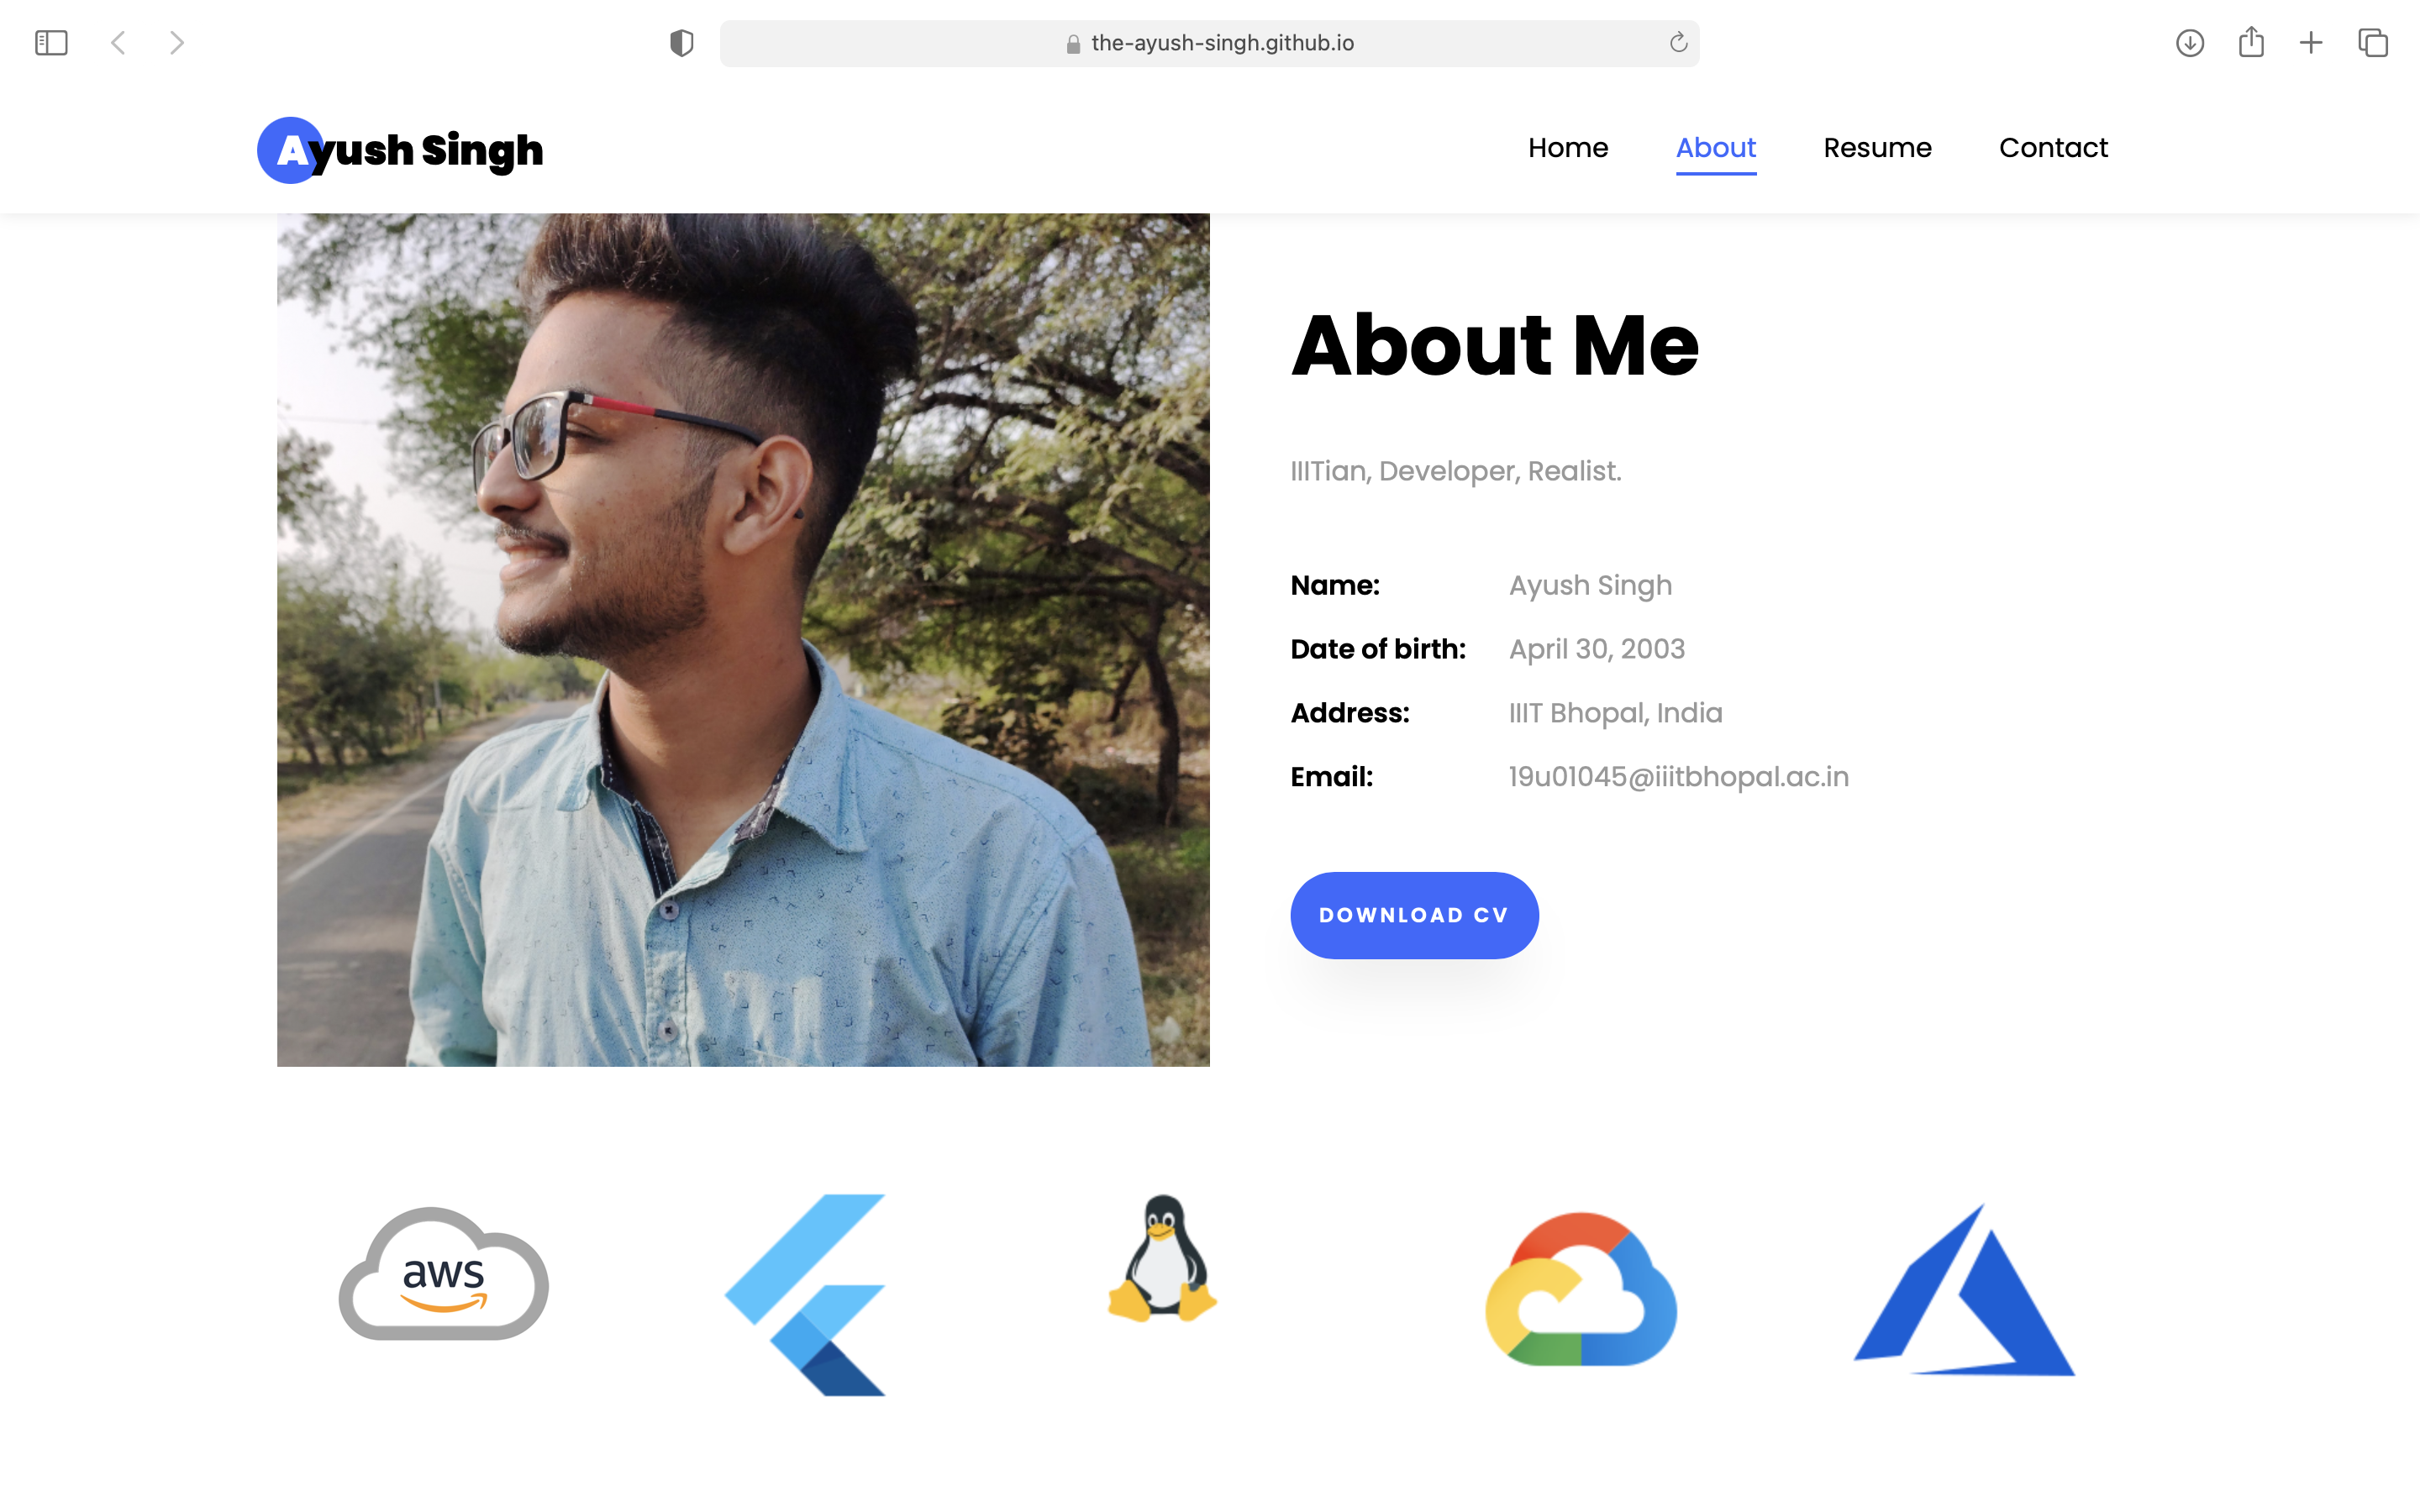 the-ayush-singh.github.io
Ayush Singh
Home About Resume Contact
About Me
IIITian, Developer, Realist.
Name: Ayush Singh
Date of birth: April 30, 2003
Address: IIIT Bhopal, India
Email: 19u01045@iiitbhopal.ac.in
DOWNLOAD CV
aws